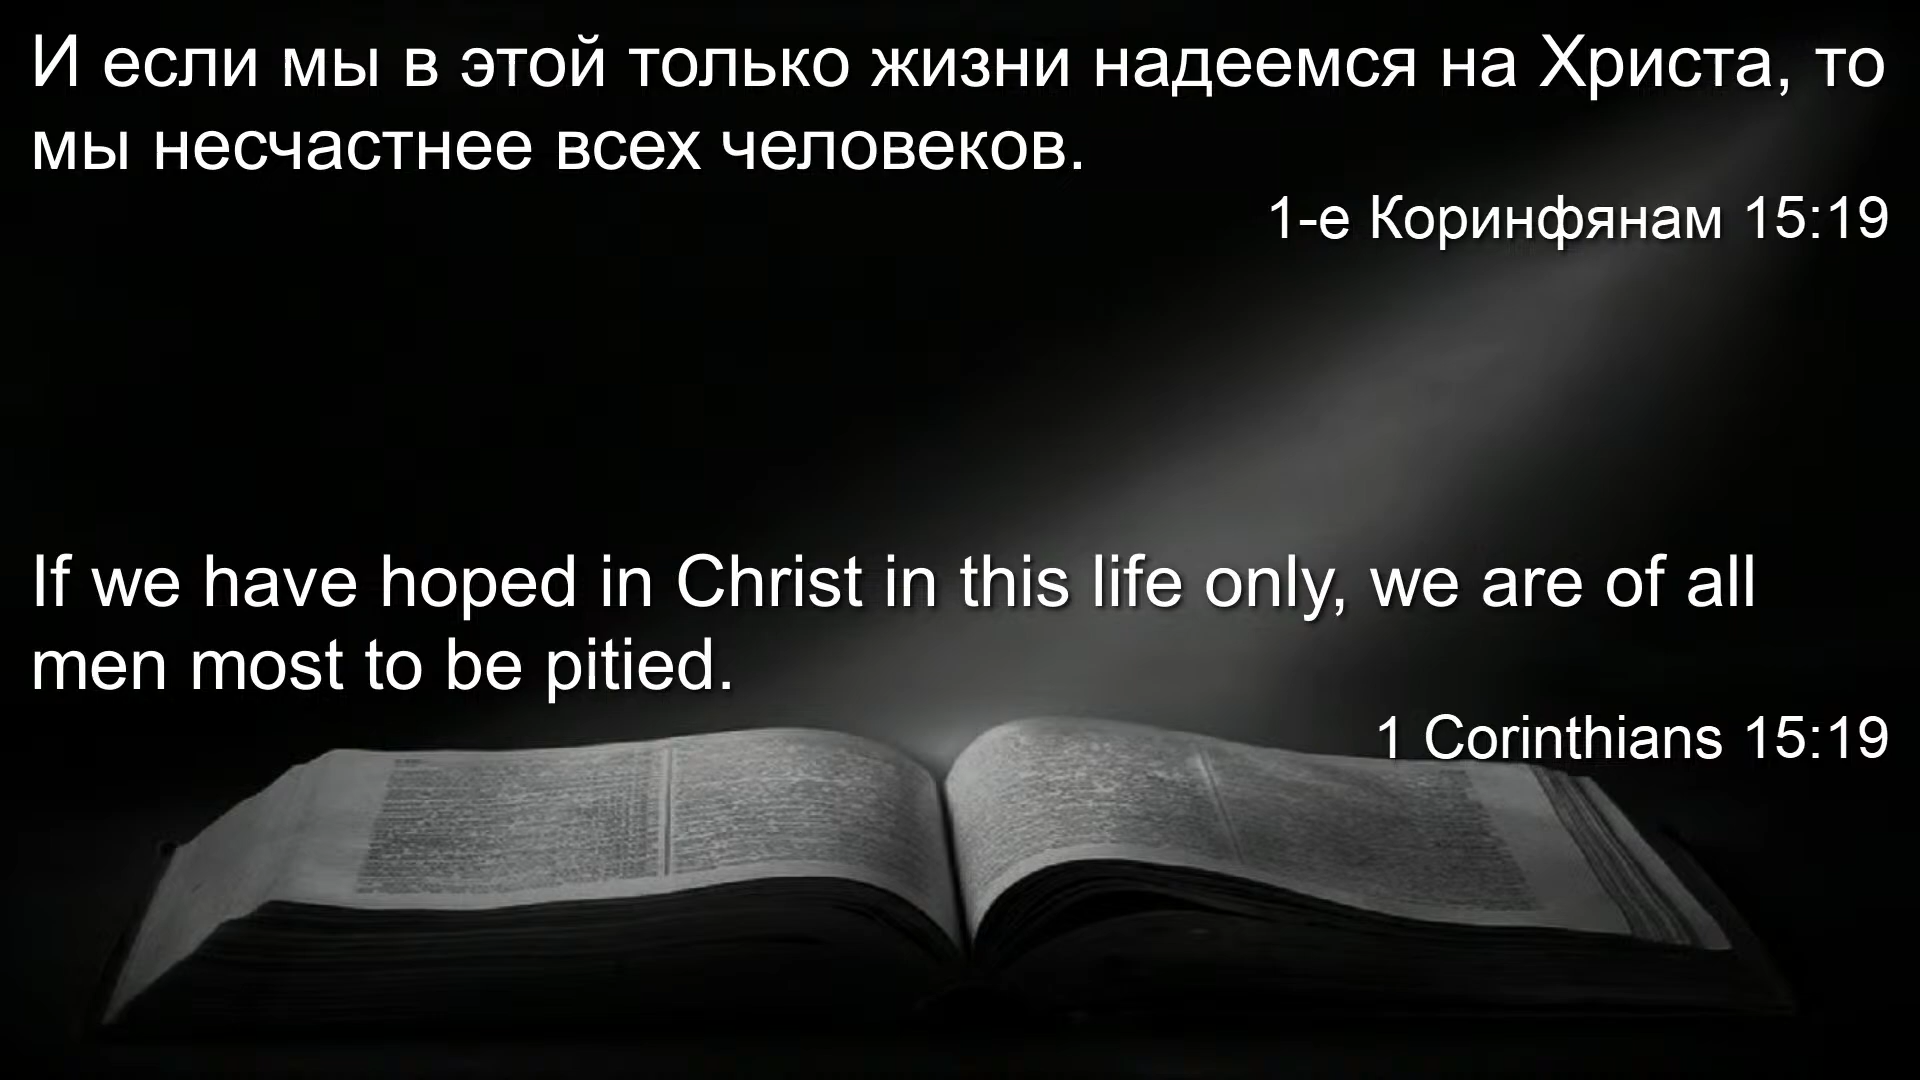 И если мы в этой только жизни надеемся на Христа, то
мы несчастнее всех человеков.
1-е Коринфянам 15:19
If we have hoped in Christ in this life only, we are of all
men most to be pitied.
1 Corinthians 15:19